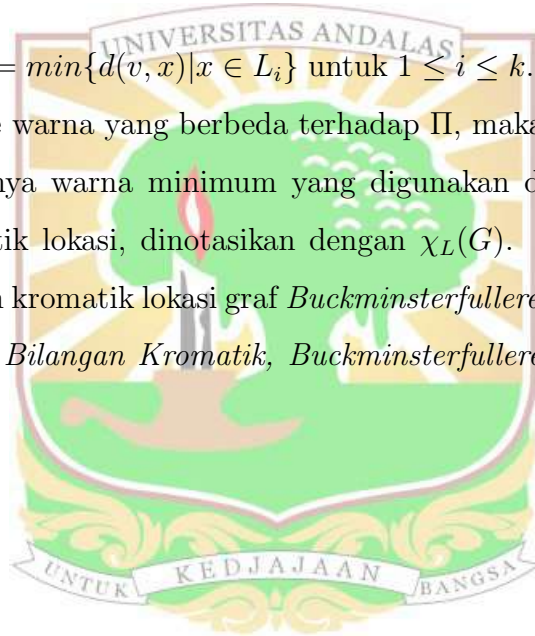 UNIVERSITAS ANDALAS
= min{d(v, x)|x ∈ L_i} untuk 1 ≤ i ≤ k.
warna yang berbeda terhadap Π, maka
nya warna minimum yang digunakan d
tik lokasi, dinotasikan dengan χ_L(G).
kromatik lokasi graf Buckminsterfullere
Bilangan Kromatik, Buckminsterfullere
UNTUK KEDJAJAAN BANGSA